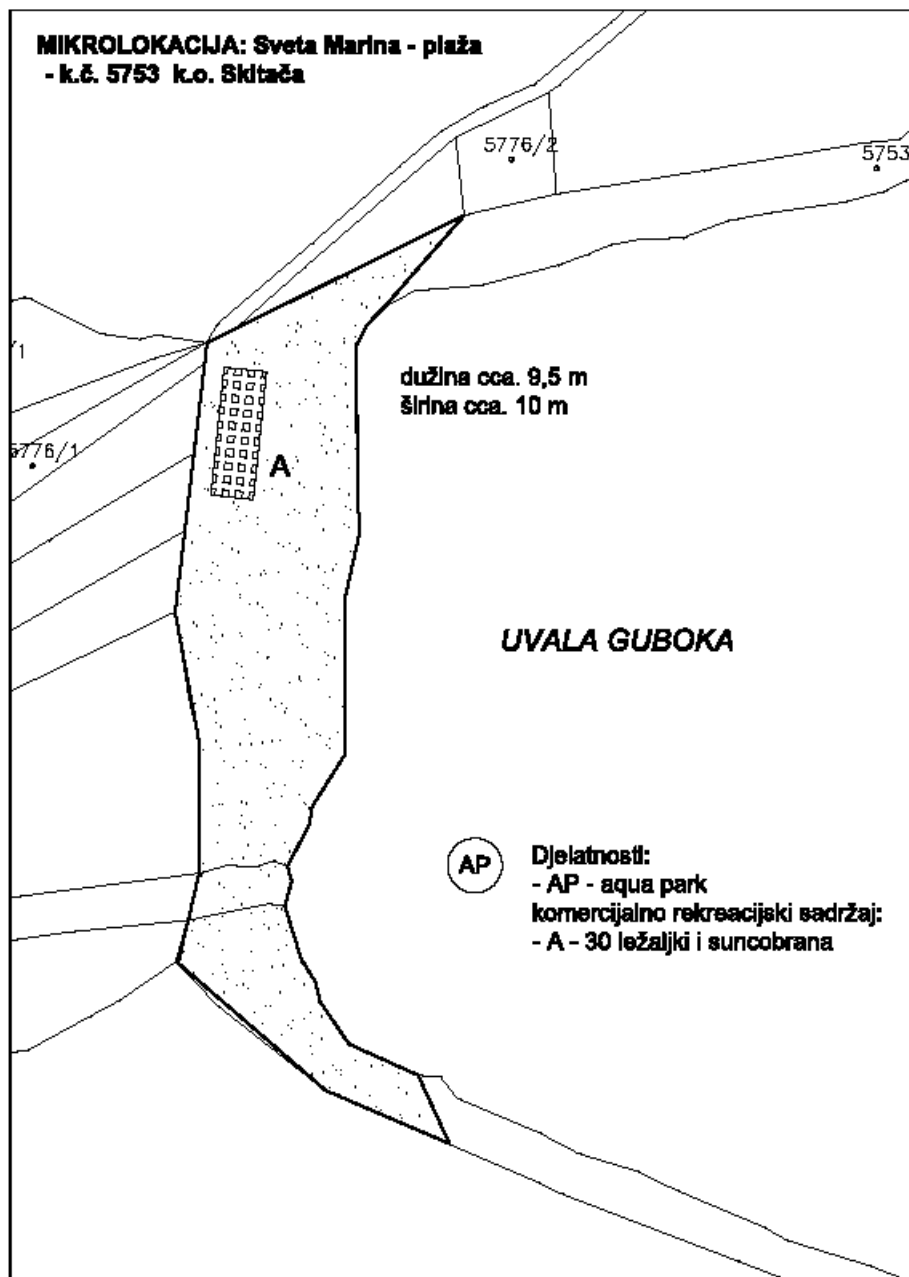 MIKROLOKACIJA: Sveta Marina - plaža
- k.č. 5753 k.o. Skitača
5776/2
5753
/1
5776/1
dužina cca. 9,5 m
širina cca. 10 m
A
UVALA GUBOKA
AP
Djelatnosti:
- AP - aqua park
komercijalno rekreacijski sadržaj:
- A - 30 ležaljki i suncobrana